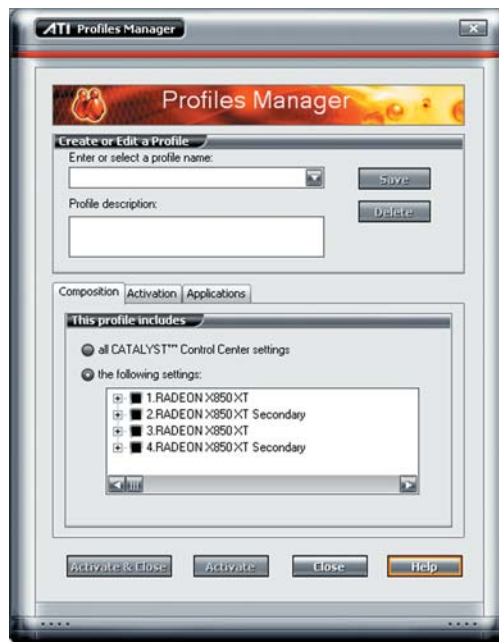 ATI Profiles Manager
Profiles Manager
Create or Edit a Profile
Enter or select a profile name:
Save
Profile description:
Delete
Composition Activation Applications
This profile includes
all CATALYST™ Control Center settings
the following settings:
1.RADEON X850 XT
2.RADEON X850 XT Secondary
3.RADEON X850 XT
4.RADEON X850 XT Secondary
Activate & Close Activate Close Help